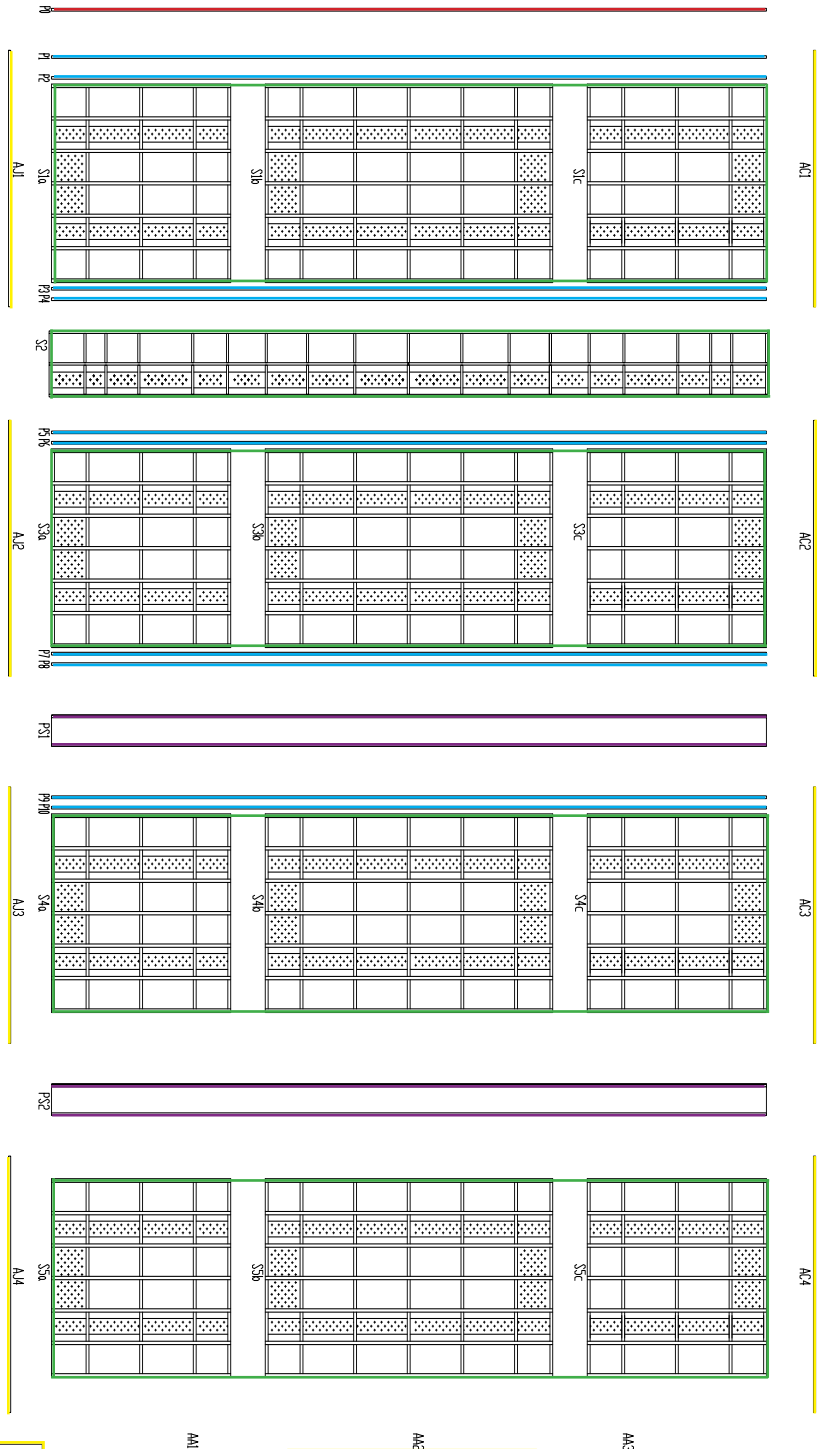 P0
P1
P2
AJ1
S1a
S1b
S1c
AC1
P3
P4
S2
P5
P6
AJ2
S3a
S3b
S3c
AC2
P7
P8
PS1
P9
P10
AJ3
S4a
S4b
S4c
AC3
PS2
AJ4
S5a
S5b
S5c
AC4
AA1
AA2
AA3